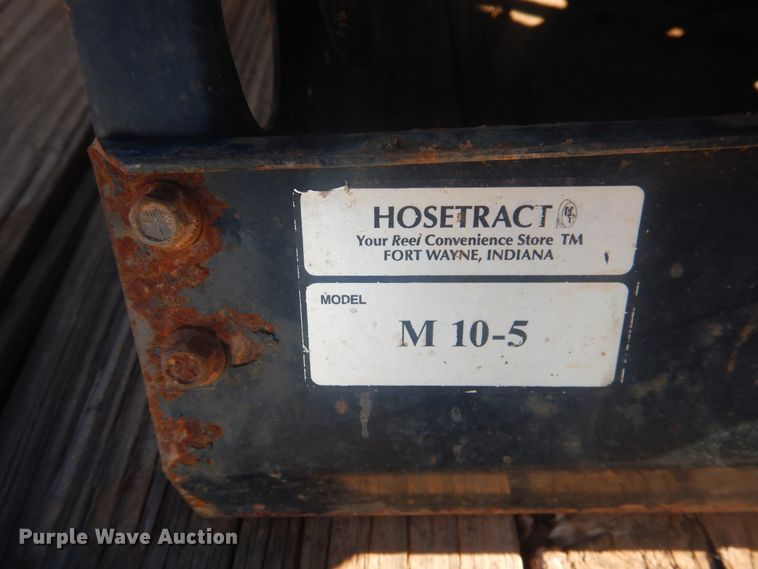 HOSETRACT
Your Reel Convenience Store TM
FORT WAYNE, INDIANA
MODEL
M 10-5
Purple Wave Auction